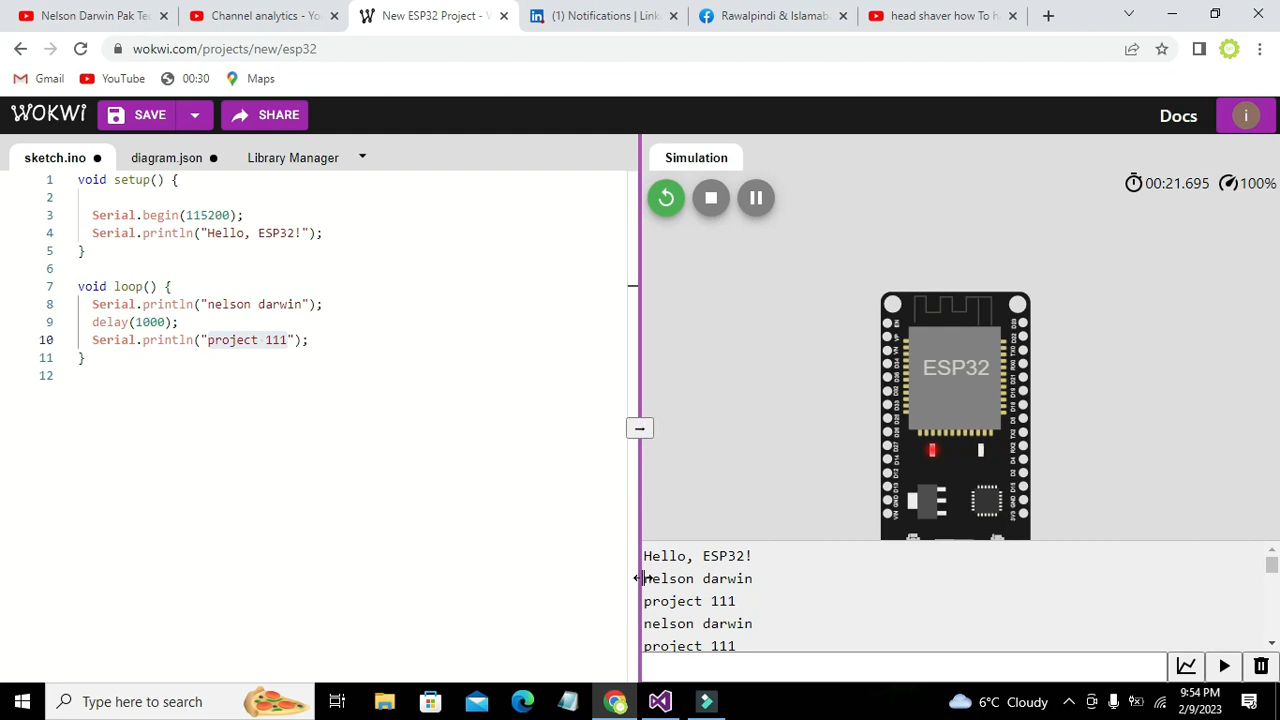 Nelson Darwin Pak Tec
Channel analytics - Yo
New ESP32 Project - W
(1) Notifications | Link
Rawalpindi & Islamab
head shaver how To h
wokwi.com/projects/new/esp32
Gmail
YouTube
00:30
Maps
WOKWi
SAVE
SHARE
Docs
i
sketch.ino
diagram.json
Library Manager
Simulation
00:21.695
100%
1 void setup() {
2
3 Serial.begin(115200);
4 Serial.println("Hello, ESP32!");
5 }
6
7 void loop() {
8 Serial.println("nelson darwin");
9 delay(1000);
10 Serial.println("project 111");
11 }
12
ESP32
Hello, ESP32!
nelson darwin
project 111
nelson darwin
project 111
Type here to search
6°C Cloudy
9:54 PM
2/9/2023